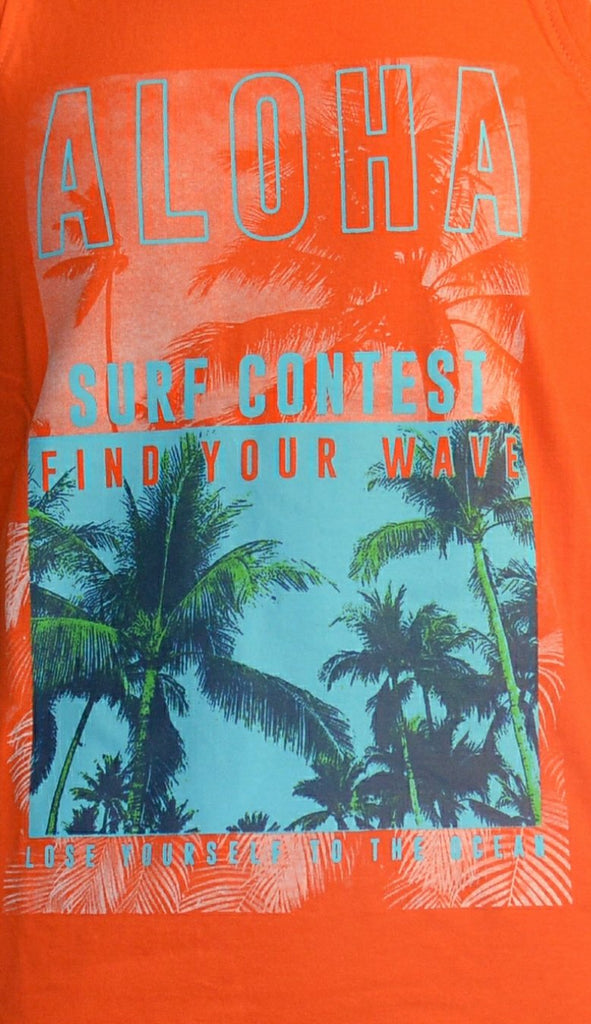 ALOHA
SURF CONTEST
FIND YOUR WAVE
LOSE YOURSELF TO THE OCEAN